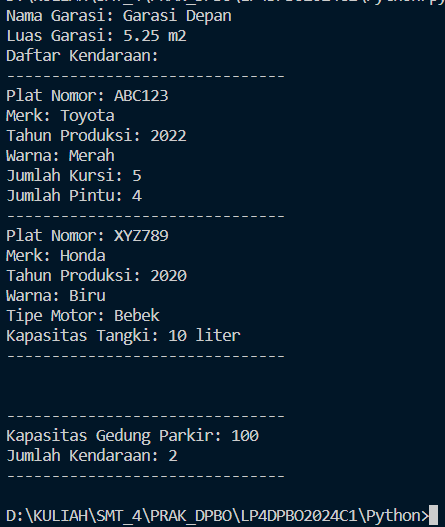 Nama Garasi: Garasi Depan
Luas Garasi: 5.25 m2
Daftar Kendaraan:
-------------------------------
Plat Nomor: ABC123
Merk: Toyota
Tahun Produksi: 2022
Warna: Merah
Jumlah Kursi: 5
Jumlah Pintu: 4
-------------------------------
Plat Nomor: XYZ789
Merk: Honda
Tahun Produksi: 2020
Warna: Biru
Tipe Motor: Bebek
Kapasitas Tangki: 10 liter
-------------------------------
-------------------------------
Kapasitas Gedung Parkir: 100
Jumlah Kendaraan: 2
-------------------------------
D:\KULIAH\SMT_4\PRAK_DPBO\LP4DPBO2024C1\Python>